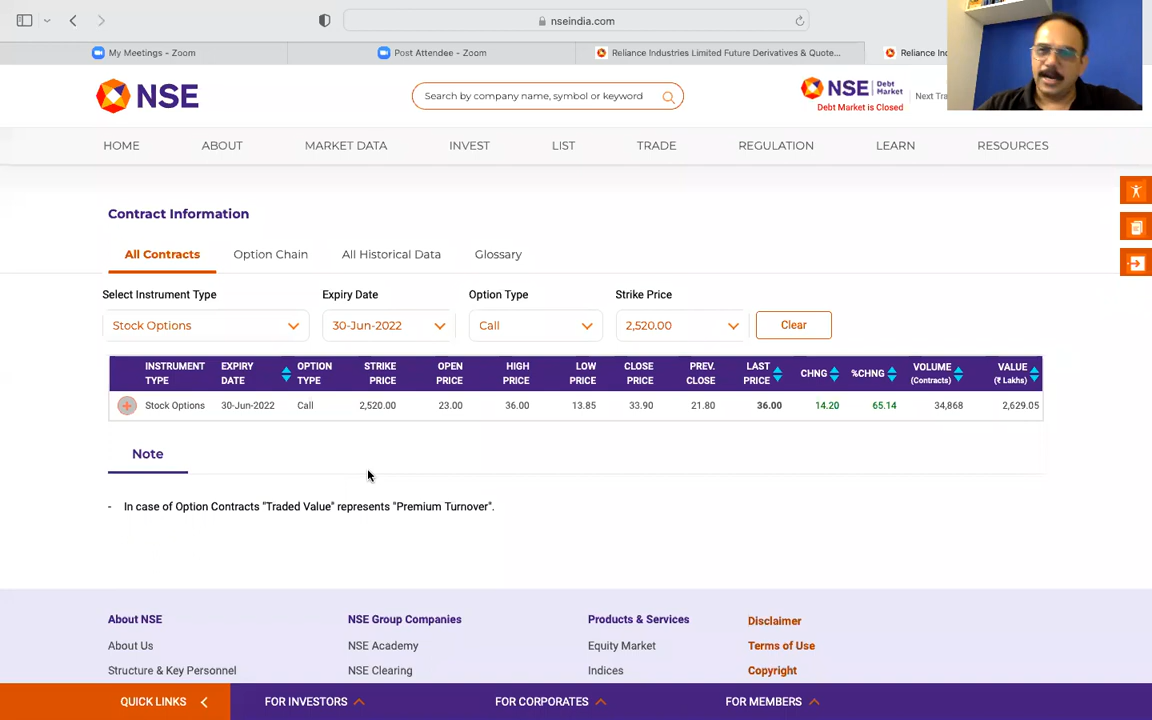 nseindia.com
My Meetings – Zoom
Post Attendee – Zoom
Reliance Industries Limited Future Derivatives & Quote...
Reliance Ind
NSE
Search by company name, symbol or keyword
NSE Debt Market
Next Tra
Debt Market is Closed
HOME ABOUT MARKET DATA INVEST LIST TRADE REGULATION LEARN RESOURCES
Contract Information
All Contracts Option Chain All Historical Data Glossary
Select Instrument Type Expiry Date Option Type Strike Price
Stock Options 30-Jun-2022 Call 2,520.00 Clear
INSTRUMENT TYPE EXPIRY DATE OPTION TYPE STRIKE PRICE OPEN PRICE HIGH PRICE LOW PRICE CLOSE PRICE PREV. CLOSE LAST PRICE CHNG %CHNG VOLUME (Contracts) VALUE (₹ Lakhs)
Stock Options 30-Jun-2022 Call 2,520.00 23.00 36.00 13.85 33.90 21.80 36.00 14.20 65.14 34,868 2,629.05
Note
- In case of Option Contracts "Traded Value" represents "Premium Turnover".
About NSE NSE Group Companies Products & Services Disclaimer
About Us NSE Academy Equity Market Terms of Use
Structure & Key Personnel NSE Clearing Indices Copyright
QUICK LINKS FOR INVESTORS FOR CORPORATES FOR MEMBERS